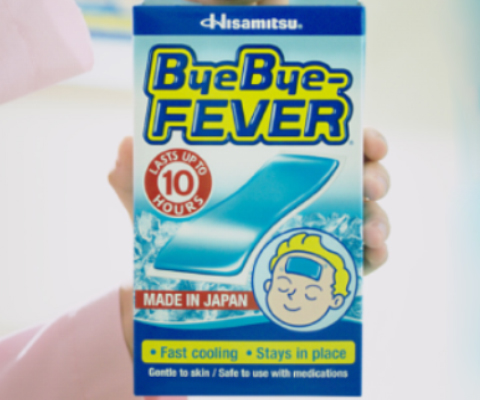 Hisamitsu®
ByeBye-
FEVER®
LASTS UP TO
10
HOURS
MADE IN JAPAN
• Fast cooling • Stays in place
Gentle to skin / Safe to use with medications